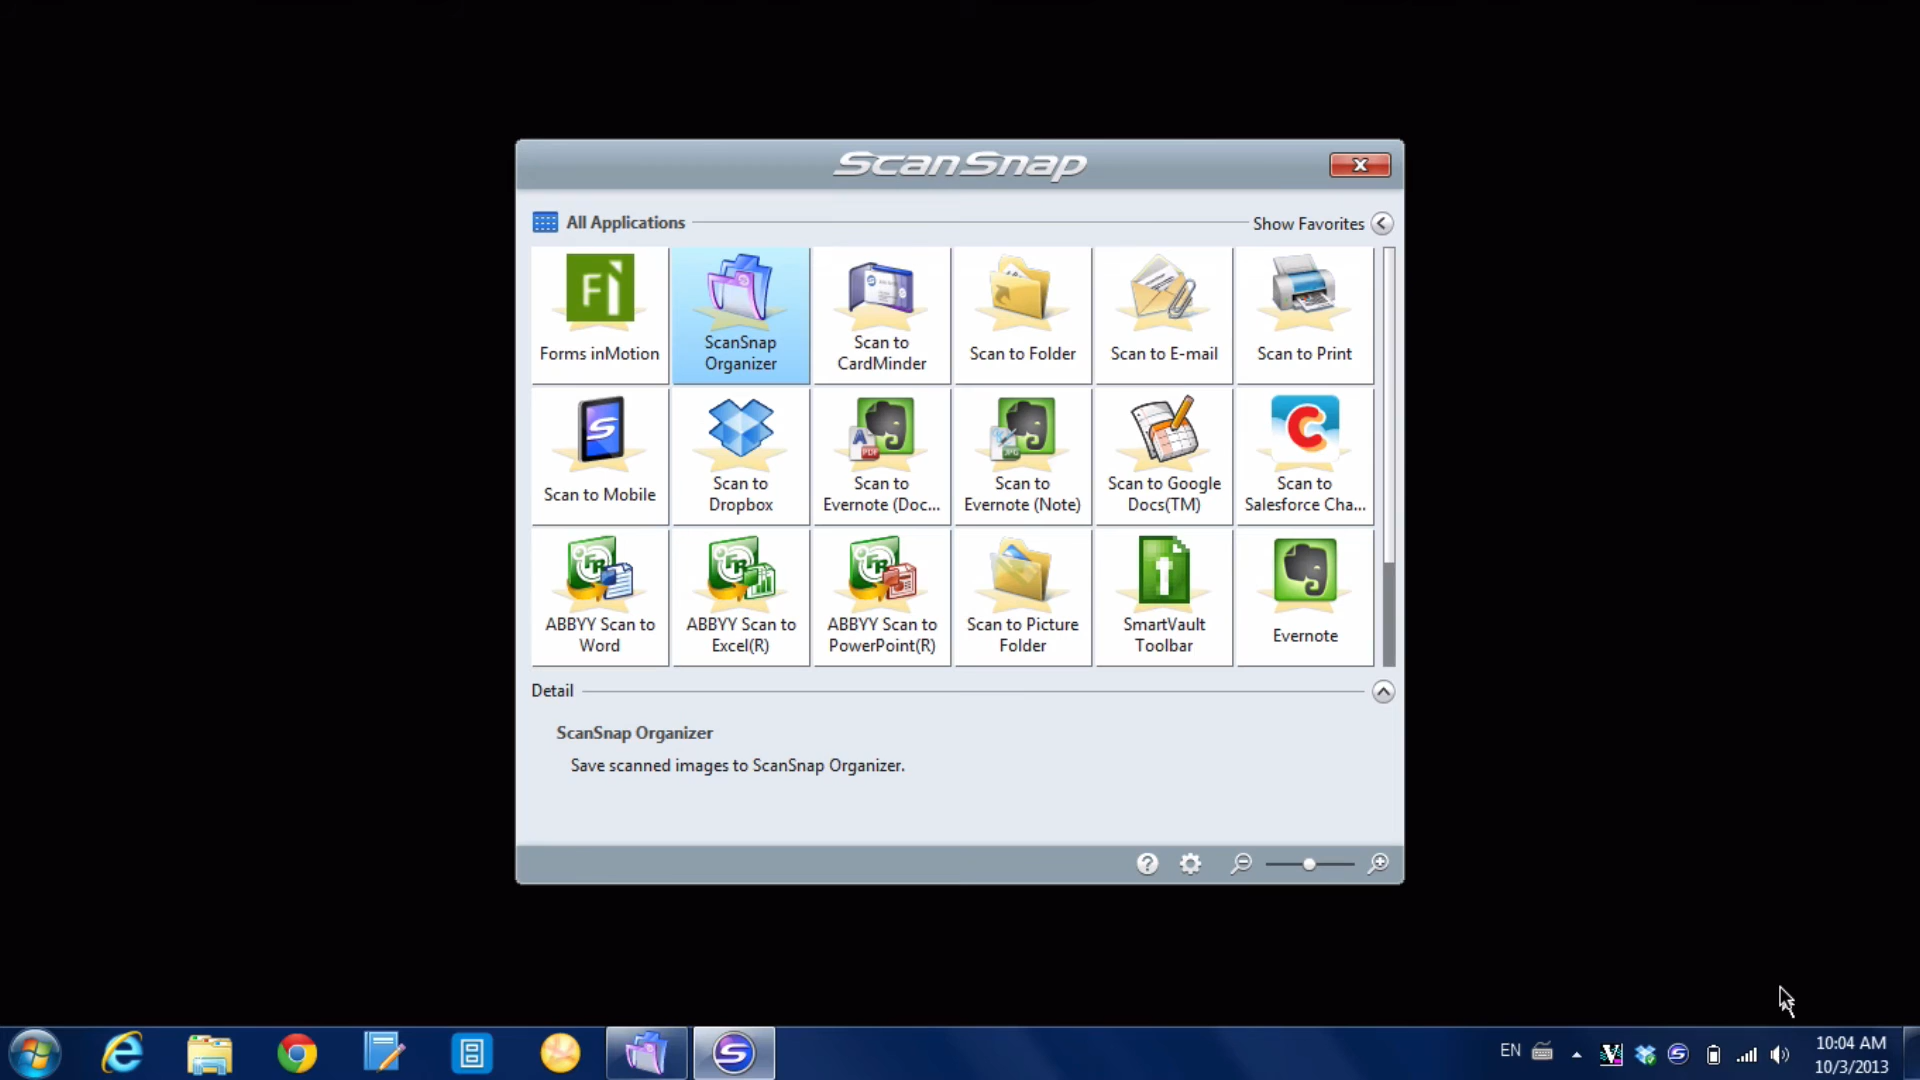 ScanSnap
All Applications
Show Favorites
Forms inMotion
ScanSnap
Organizer
Scan to
CardMinder
Scan to Folder
Scan to E-mail
Scan to Print
Scan to Mobile
Scan to
Dropbox
Scan to
Evernote (Doc...
Scan to
Evernote (Note)
Scan to Google
Docs(TM)
Scan to
Salesforce Cha...
ABBYY Scan to
Word
ABBYY Scan to
Excel(R)
ABBYY Scan to
PowerPoint(R)
Scan to Picture
Folder
SmartVault
Toolbar
Evernote
Detail
ScanSnap Organizer
Save scanned images to ScanSnap Organizer.
EN
10:04 AM
10/3/2013